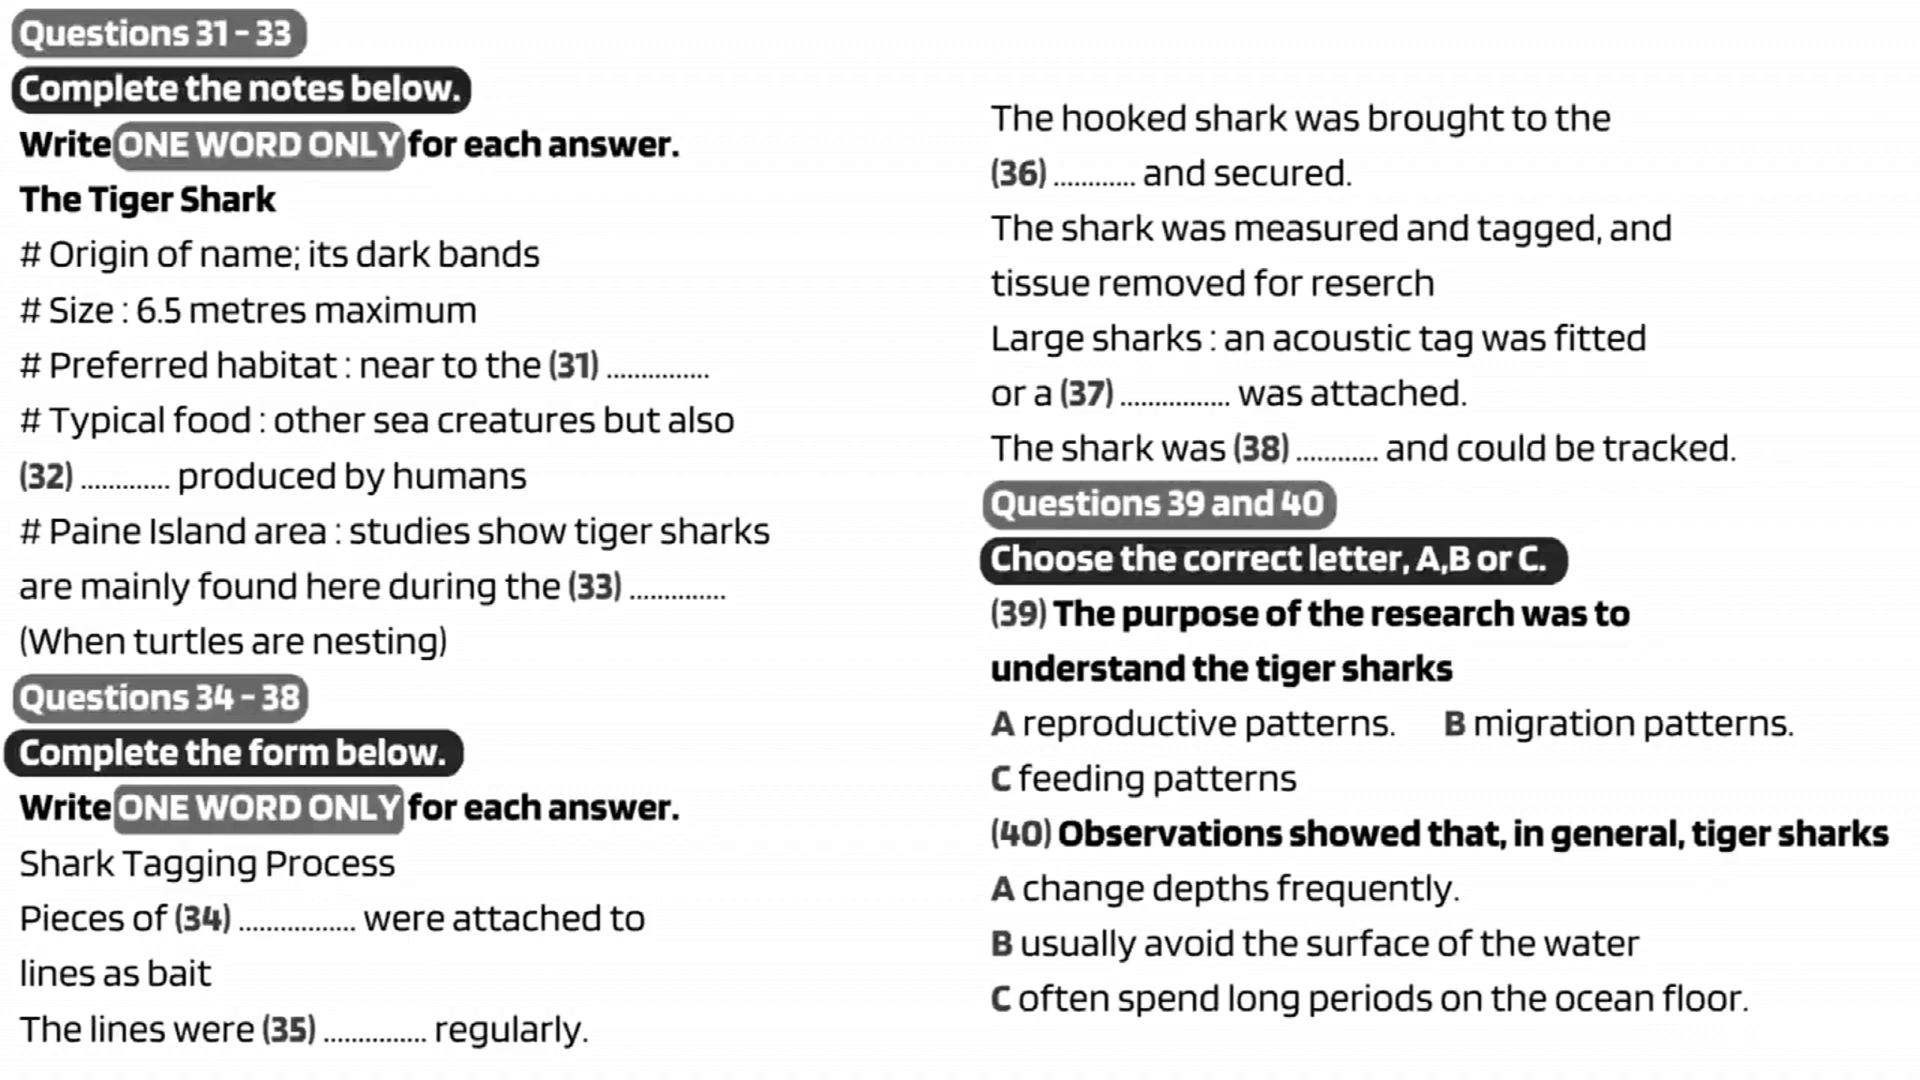 Questions 31 - 33
Complete the notes below.
Write ONE WORD ONLY for each answer.
The Tiger Shark
# Origin of name; its dark bands
# Size : 6.5 metres maximum
# Preferred habitat : near to the (31) ...............
# Typical food : other sea creatures but also
(32) ............. produced by humans
# Paine Island area : studies show tiger sharks
are mainly found here during the (33) ..............
(When turtles are nesting)
Questions 34 - 38
Complete the form below.
Write ONE WORD ONLY for each answer.
Shark Tagging Process
Pieces of (34) ................. were attached to
lines as bait
The lines were (35) ............... regularly.
The hooked shark was brought to the
(36) ............ and secured.
The shark was measured and tagged, and
tissue removed for reserch
Large sharks : an acoustic tag was fitted
or a (37) ................ was attached.
The shark was (38) ............ and could be tracked.
Questions 39 and 40
Choose the correct letter, A,B or C.
(39) The purpose of the research was to
understand the tiger sharks
A reproductive patterns. B migration patterns.
C feeding patterns
(40) Observations showed that, in general, tiger sharks
A change depths frequently.
B usually avoid the surface of the water
C often spend long periods on the ocean floor.